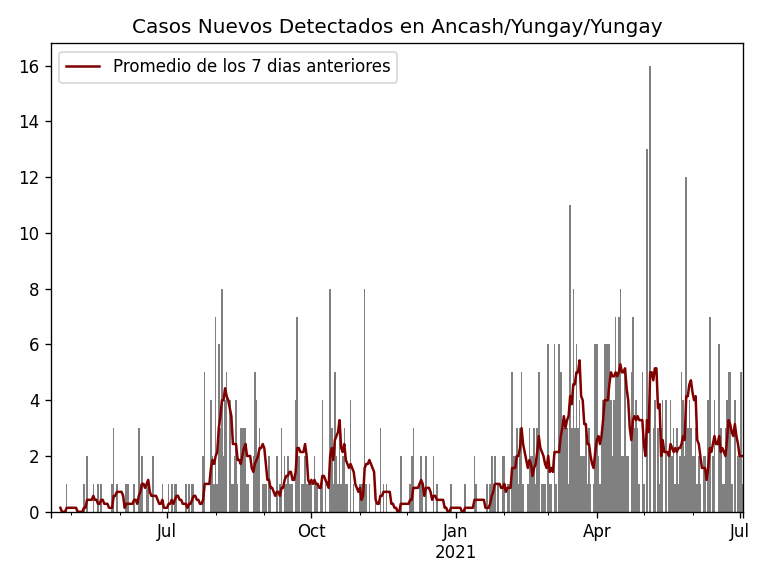 Casos Nuevos Detectados en Ancash/Yungay/Yungay
Promedio de los 7 dias anteriores
16
14
12
10
8
6
4
2
0
Jul
Oct
Jan
2021
Apr
Jul